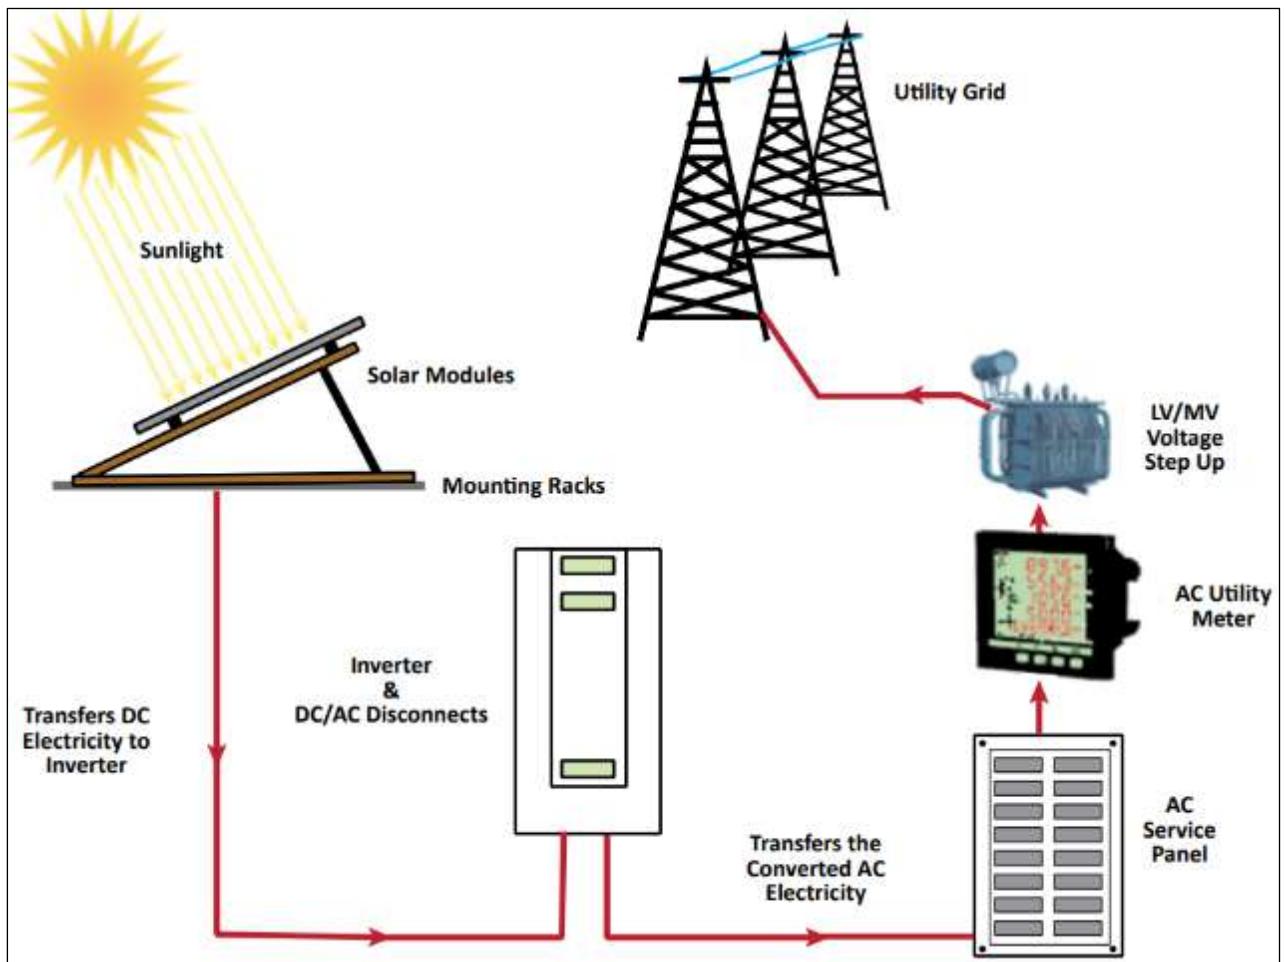 Utility Grid
Sunlight
Solar Modules
LV/MV
Voltage
Step Up
Mounting Racks
AC Utility
Meter
Inverter
&
DC/AC Disconnects
Transfers DC
Electricity to
Inverter
AC
Service
Panel
Transfers the
Converted AC
Electricity